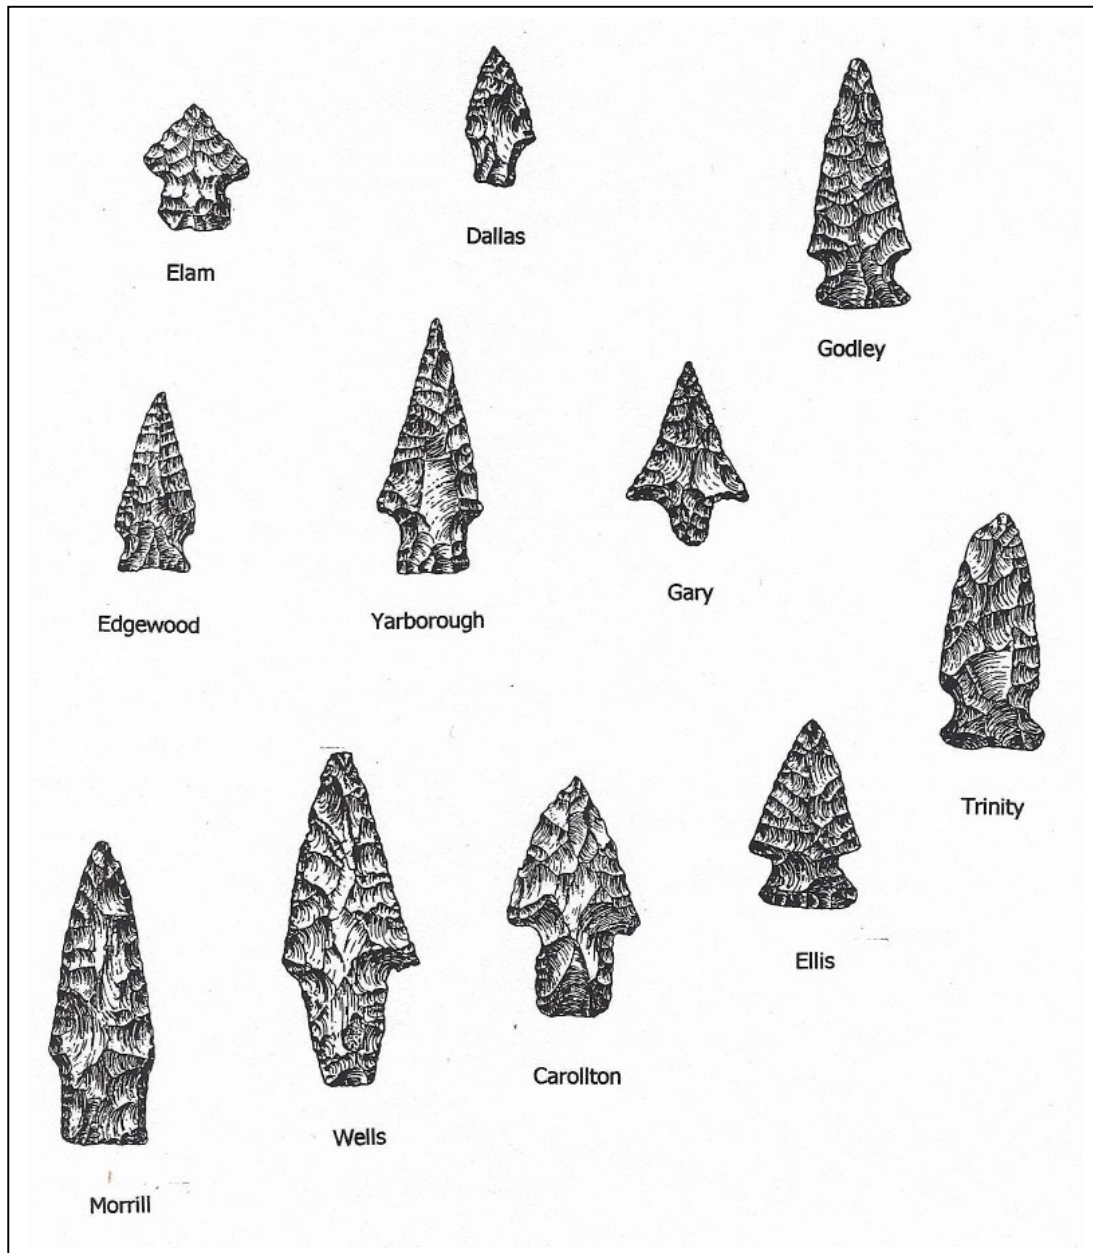 Elam
Dallas
Godley
Edgewood
Yarborough
Gary
Trinity
Ellis
Carollton
Wells
Morrill